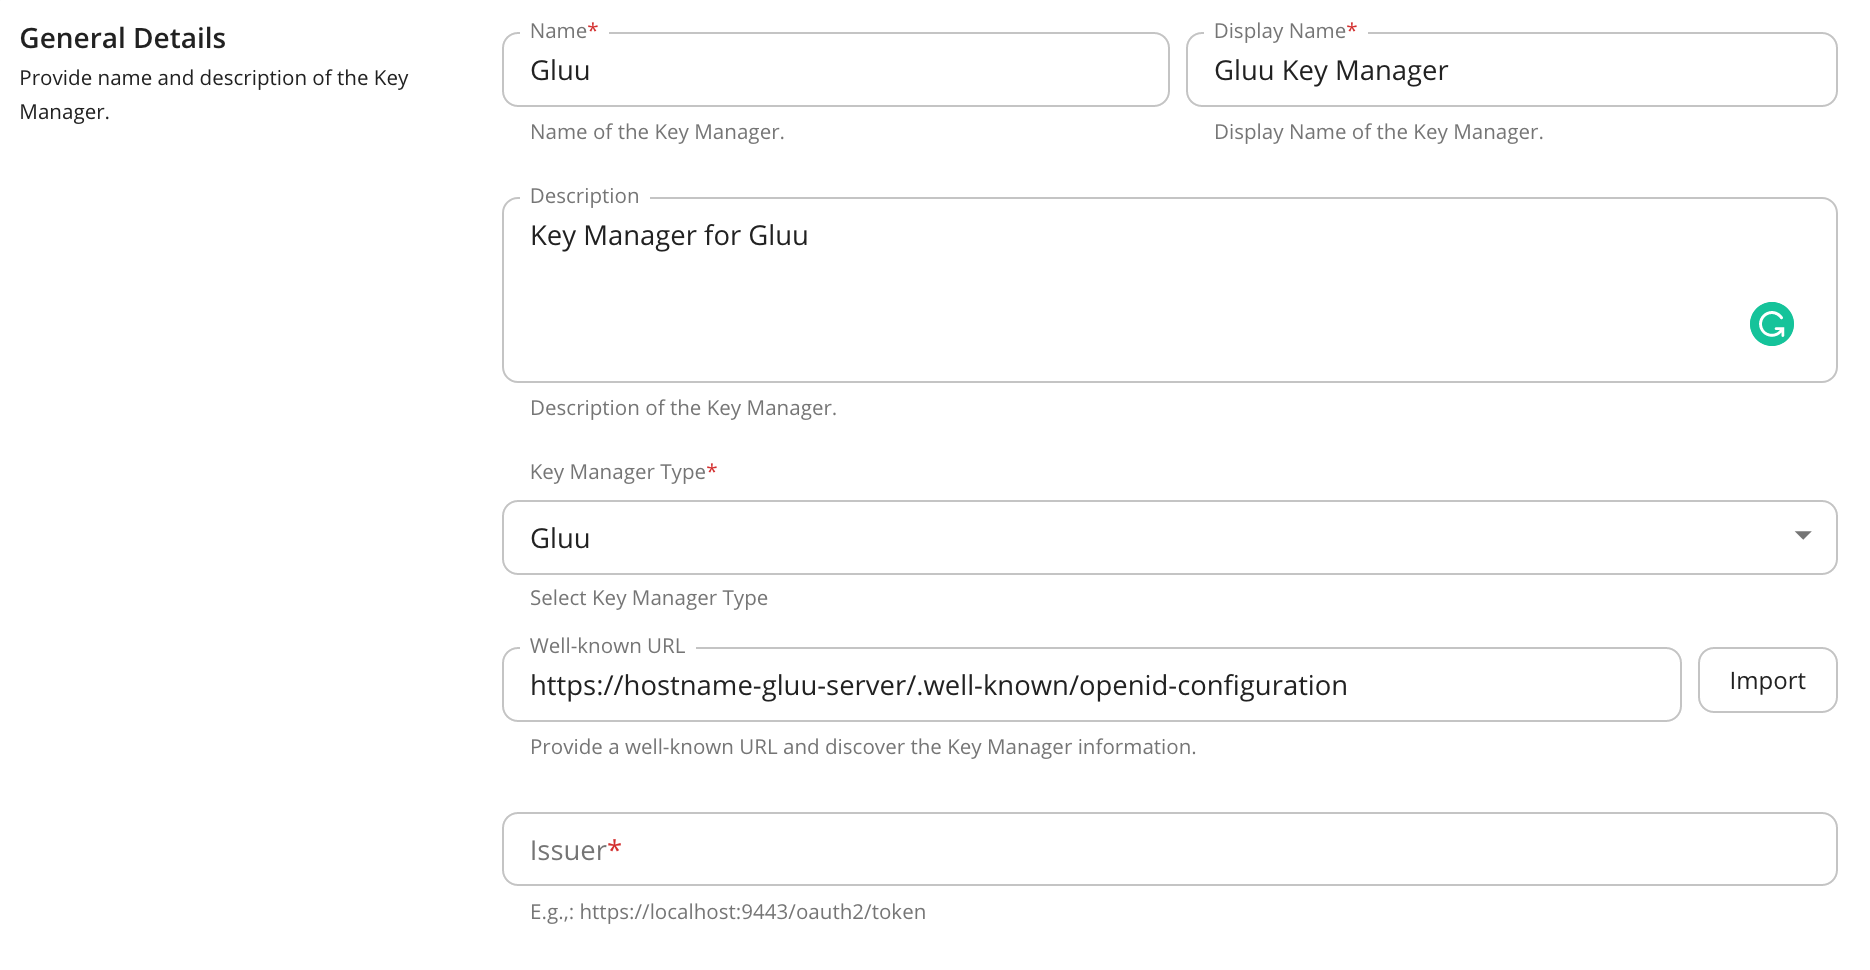 General Details
Provide name and description of the Key
Manager.
Name*
Gluu
Name of the Key Manager.
Display Name*
Gluu Key Manager
Display Name of the Key Manager.
Description
Key Manager for Gluu
Description of the Key Manager.
Key Manager Type*
Gluu
Select Key Manager Type
Well-known URL
https://hostname-gluu-server/.well-known/openid-configuration
Import
Provide a well-known URL and discover the Key Manager information.
Issuer*
E.g.,: https://localhost:9443/oauth2/token